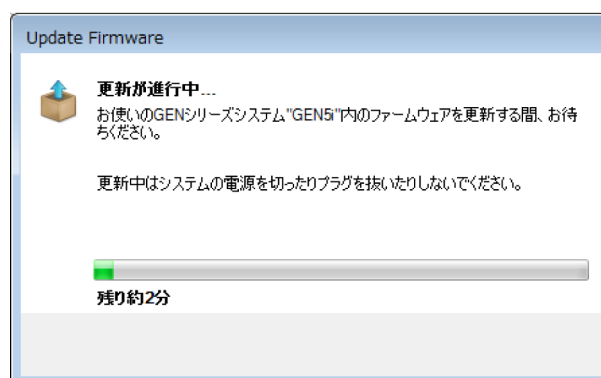 Update Firmware
更新が進行中...
お使いのGENシリーズシステム"GEN5i"内のファームウェアを更新する間、お待
ちください。
更新中はシステムの電源を切ったりプラグを抜いたりしないでください。
残り約2分